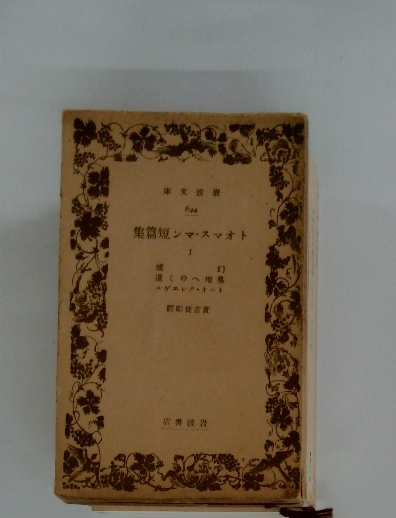 岩波文庫
644
トオマス・マン短篇集
I
幻滅
墓地へゆく道
トニオ・クレエゲル
實吉捷郎譯
岩波書店